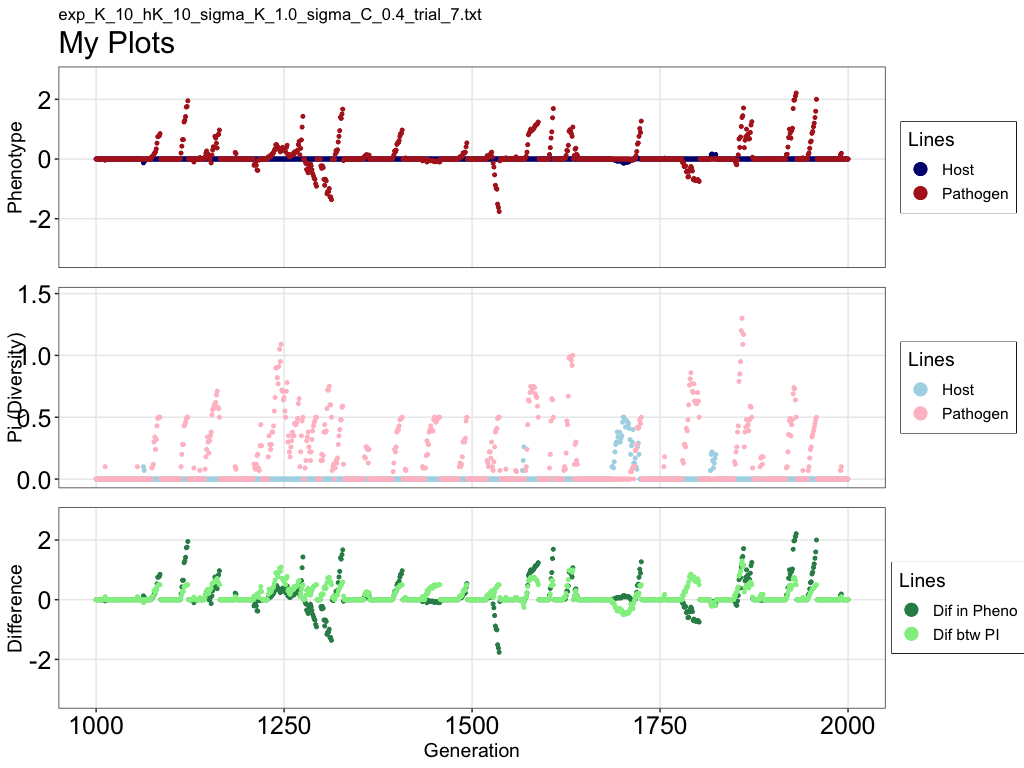 exp_K_10_hK_10_sigma_K_1.0_sigma_C_0.4_trial_7.txt
My Plots
Phenotype
2
0
-2
Lines
Host
Pathogen
Pi (Diversity)
1.5
1.0
0.5
0.0
Lines
Host
Pathogen
Difference
2
0
-2
Lines
Dif in Pheno
Dif btw PI
1000 1250 1500 1750 2000
Generation